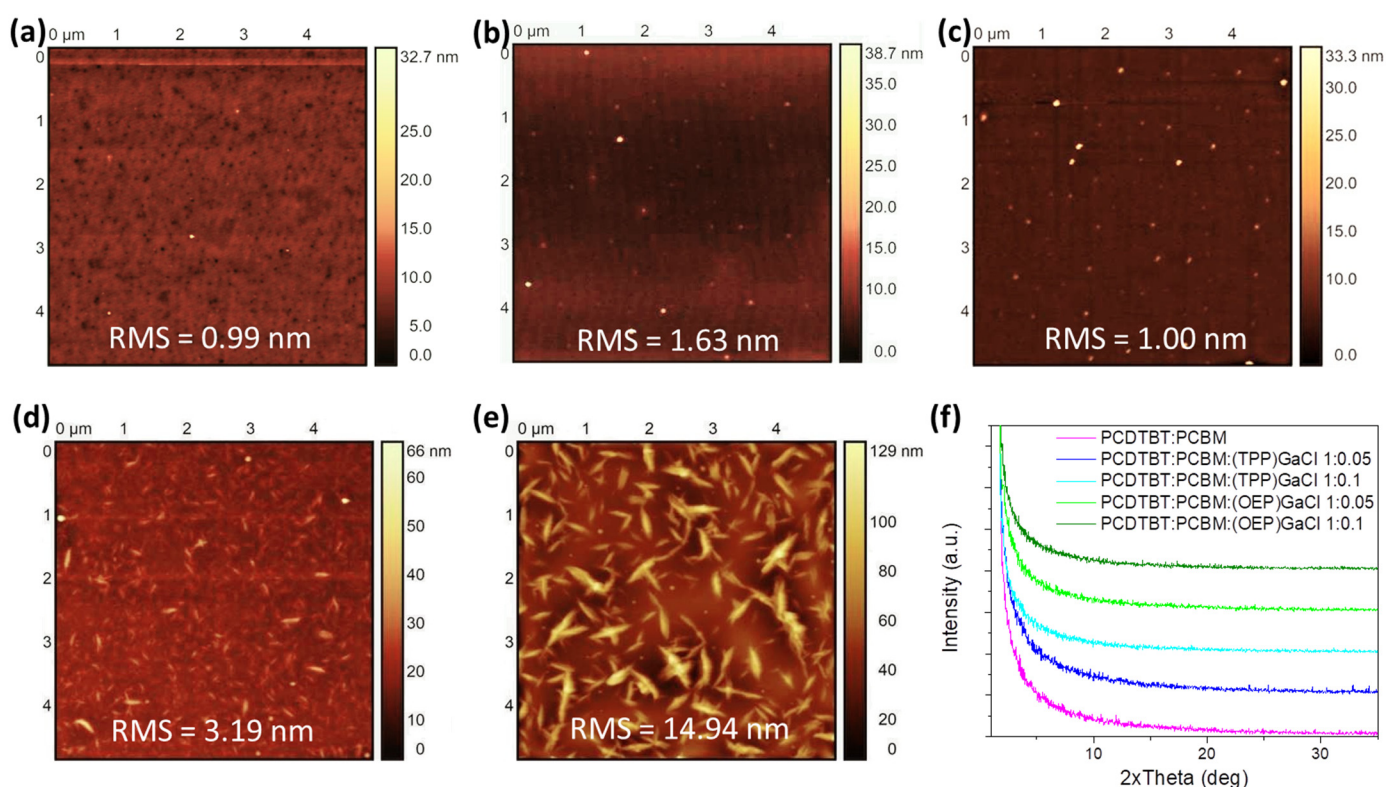 (a)
0 µm 1 2 3 4
0
1
2
3
4
32.7 nm
25.0
20.0
15.0
10.0
5.0
0.0
RMS = 0.99 nm
(b)
0 µm 1 2 3 4
0
1
2
3
4
38.7 nm
35.0
30.0
25.0
20.0
15.0
10.0
0.0
RMS = 1.63 nm
(c)
0 µm 1 2 3 4
0
1
2
3
4
33.3 nm
30.0
25.0
20.0
15.0
10.0
0.0
RMS = 1.00 nm
(d)
0 µm 1 2 3 4
0
1
2
3
4
66 nm
60
50
40
30
20
10
0
RMS = 3.19 nm
(e)
0 µm 1 2 3 4
0
1
2
3
4
129 nm
100
80
60
40
20
0
RMS = 14.94 nm
(f)
PCDTBT:PCBM
PCDTBT:PCBM:(TPP)GaCl 1:0.05
PCDTBT:PCBM:(TPP)GaCl 1:0.1
PCDTBT:PCBM:(OEP)GaCl 1:0.05
PCDTBT:PCBM:(OEP)GaCl 1:0.1
Intensity (a.u.)
10 20 30
2xTheta (deg)